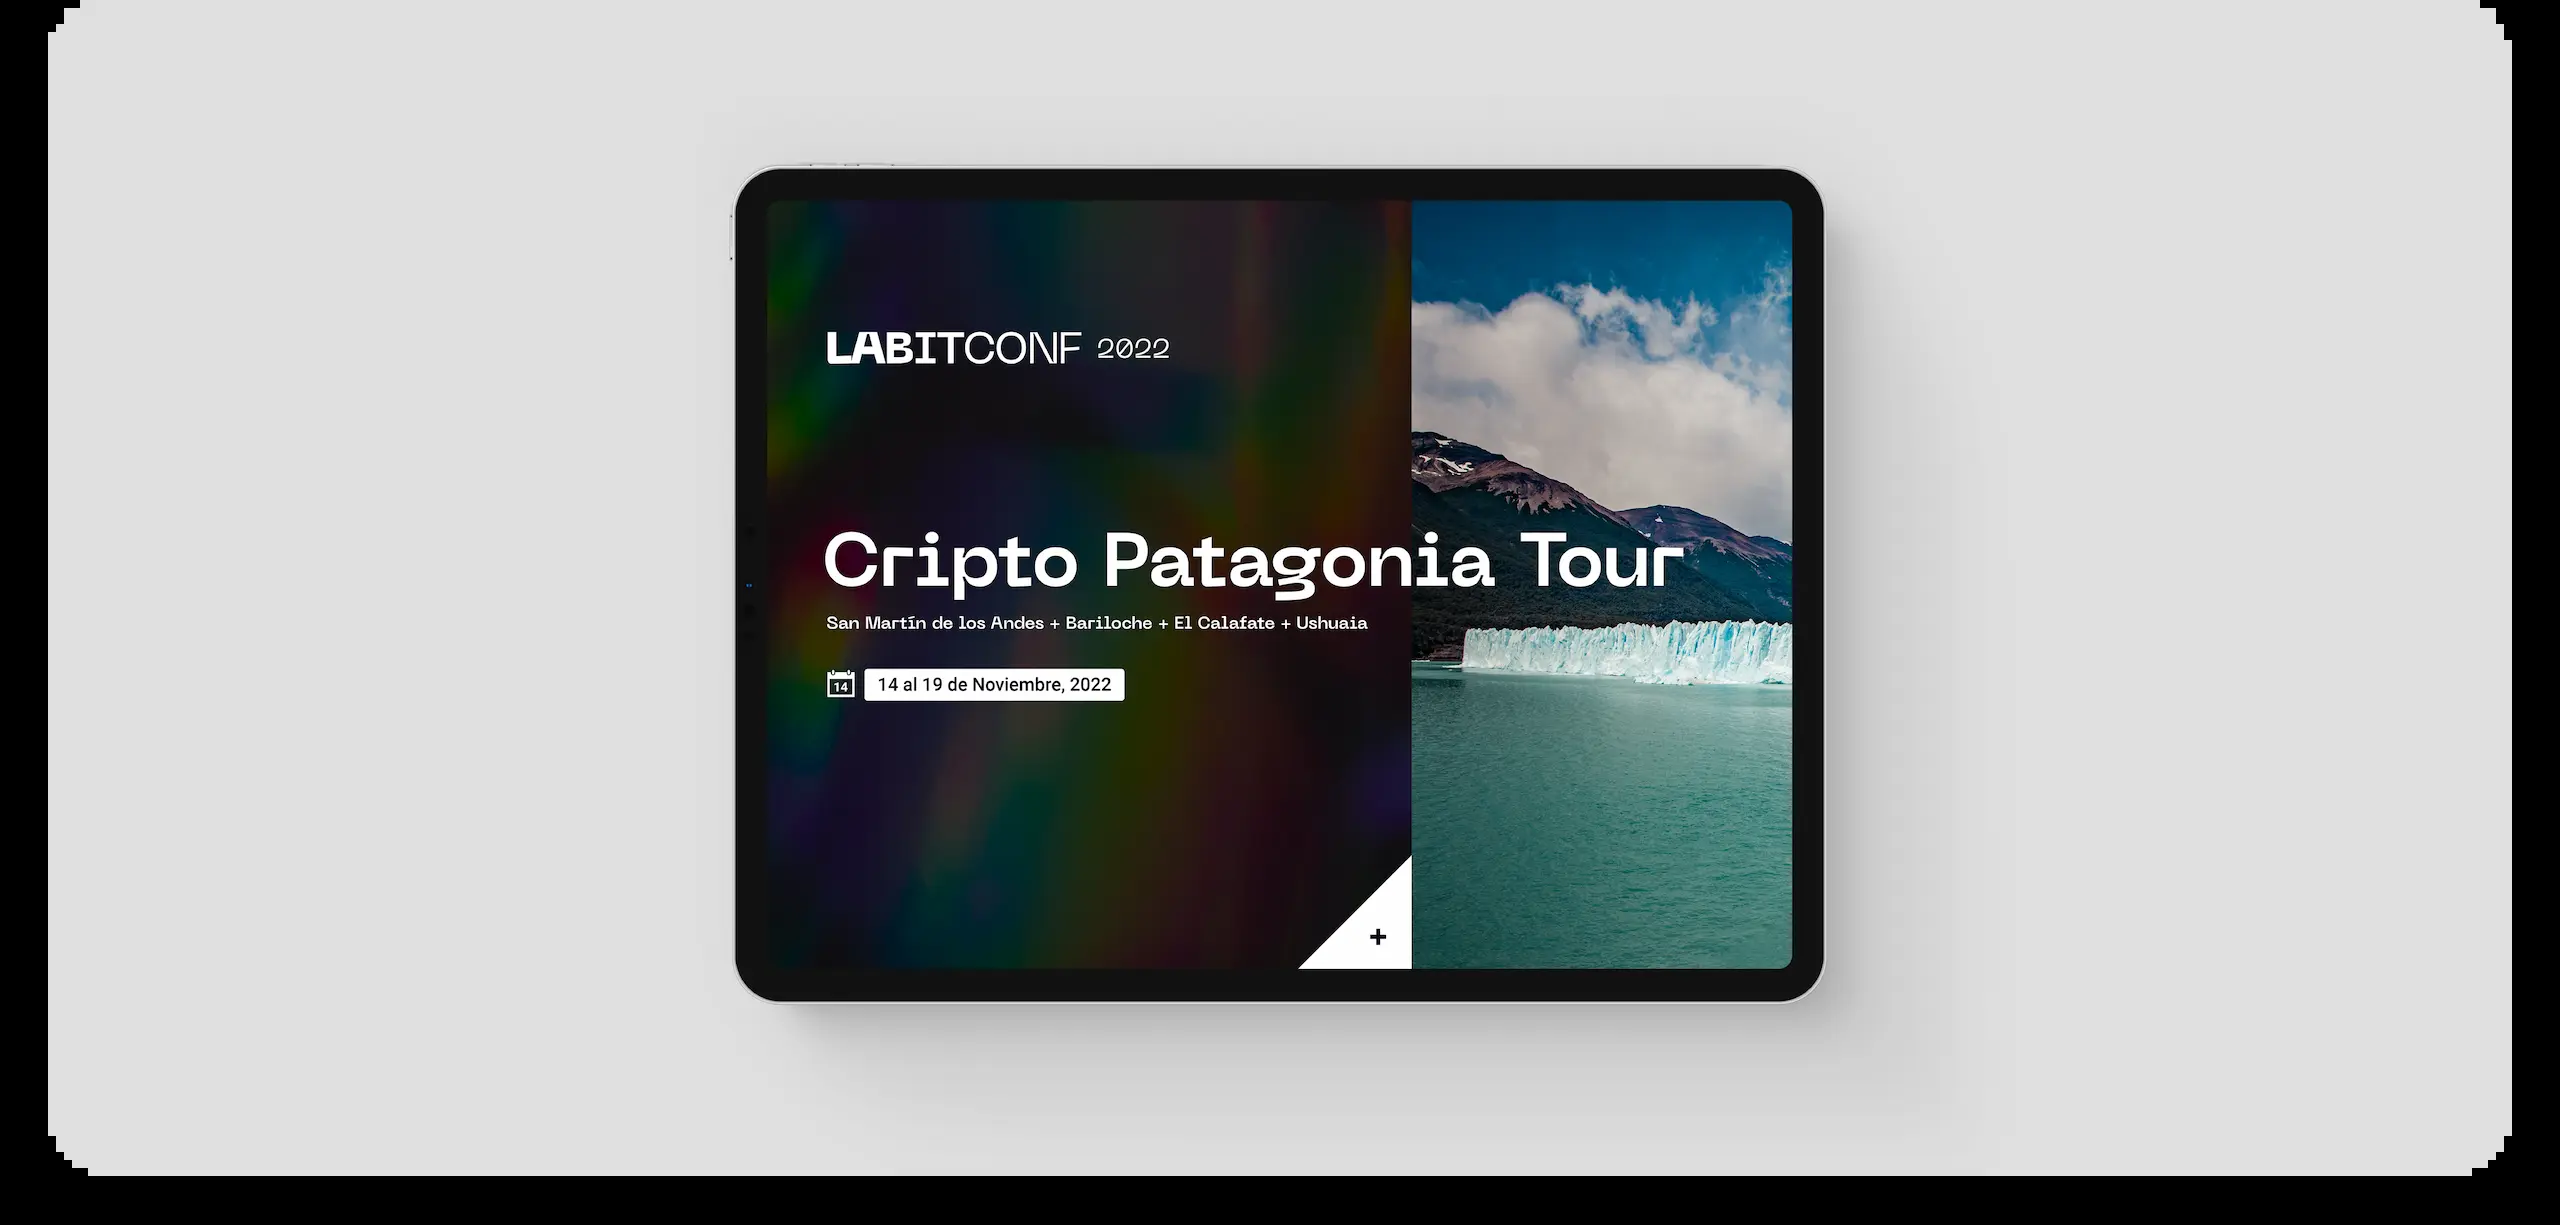 LABITCONF 2022
Cripto Patagonia Tour
San Martín de los Andes + Bariloche + El Calafate + Ushuaia
14 14 al 19 de Noviembre, 2022
+